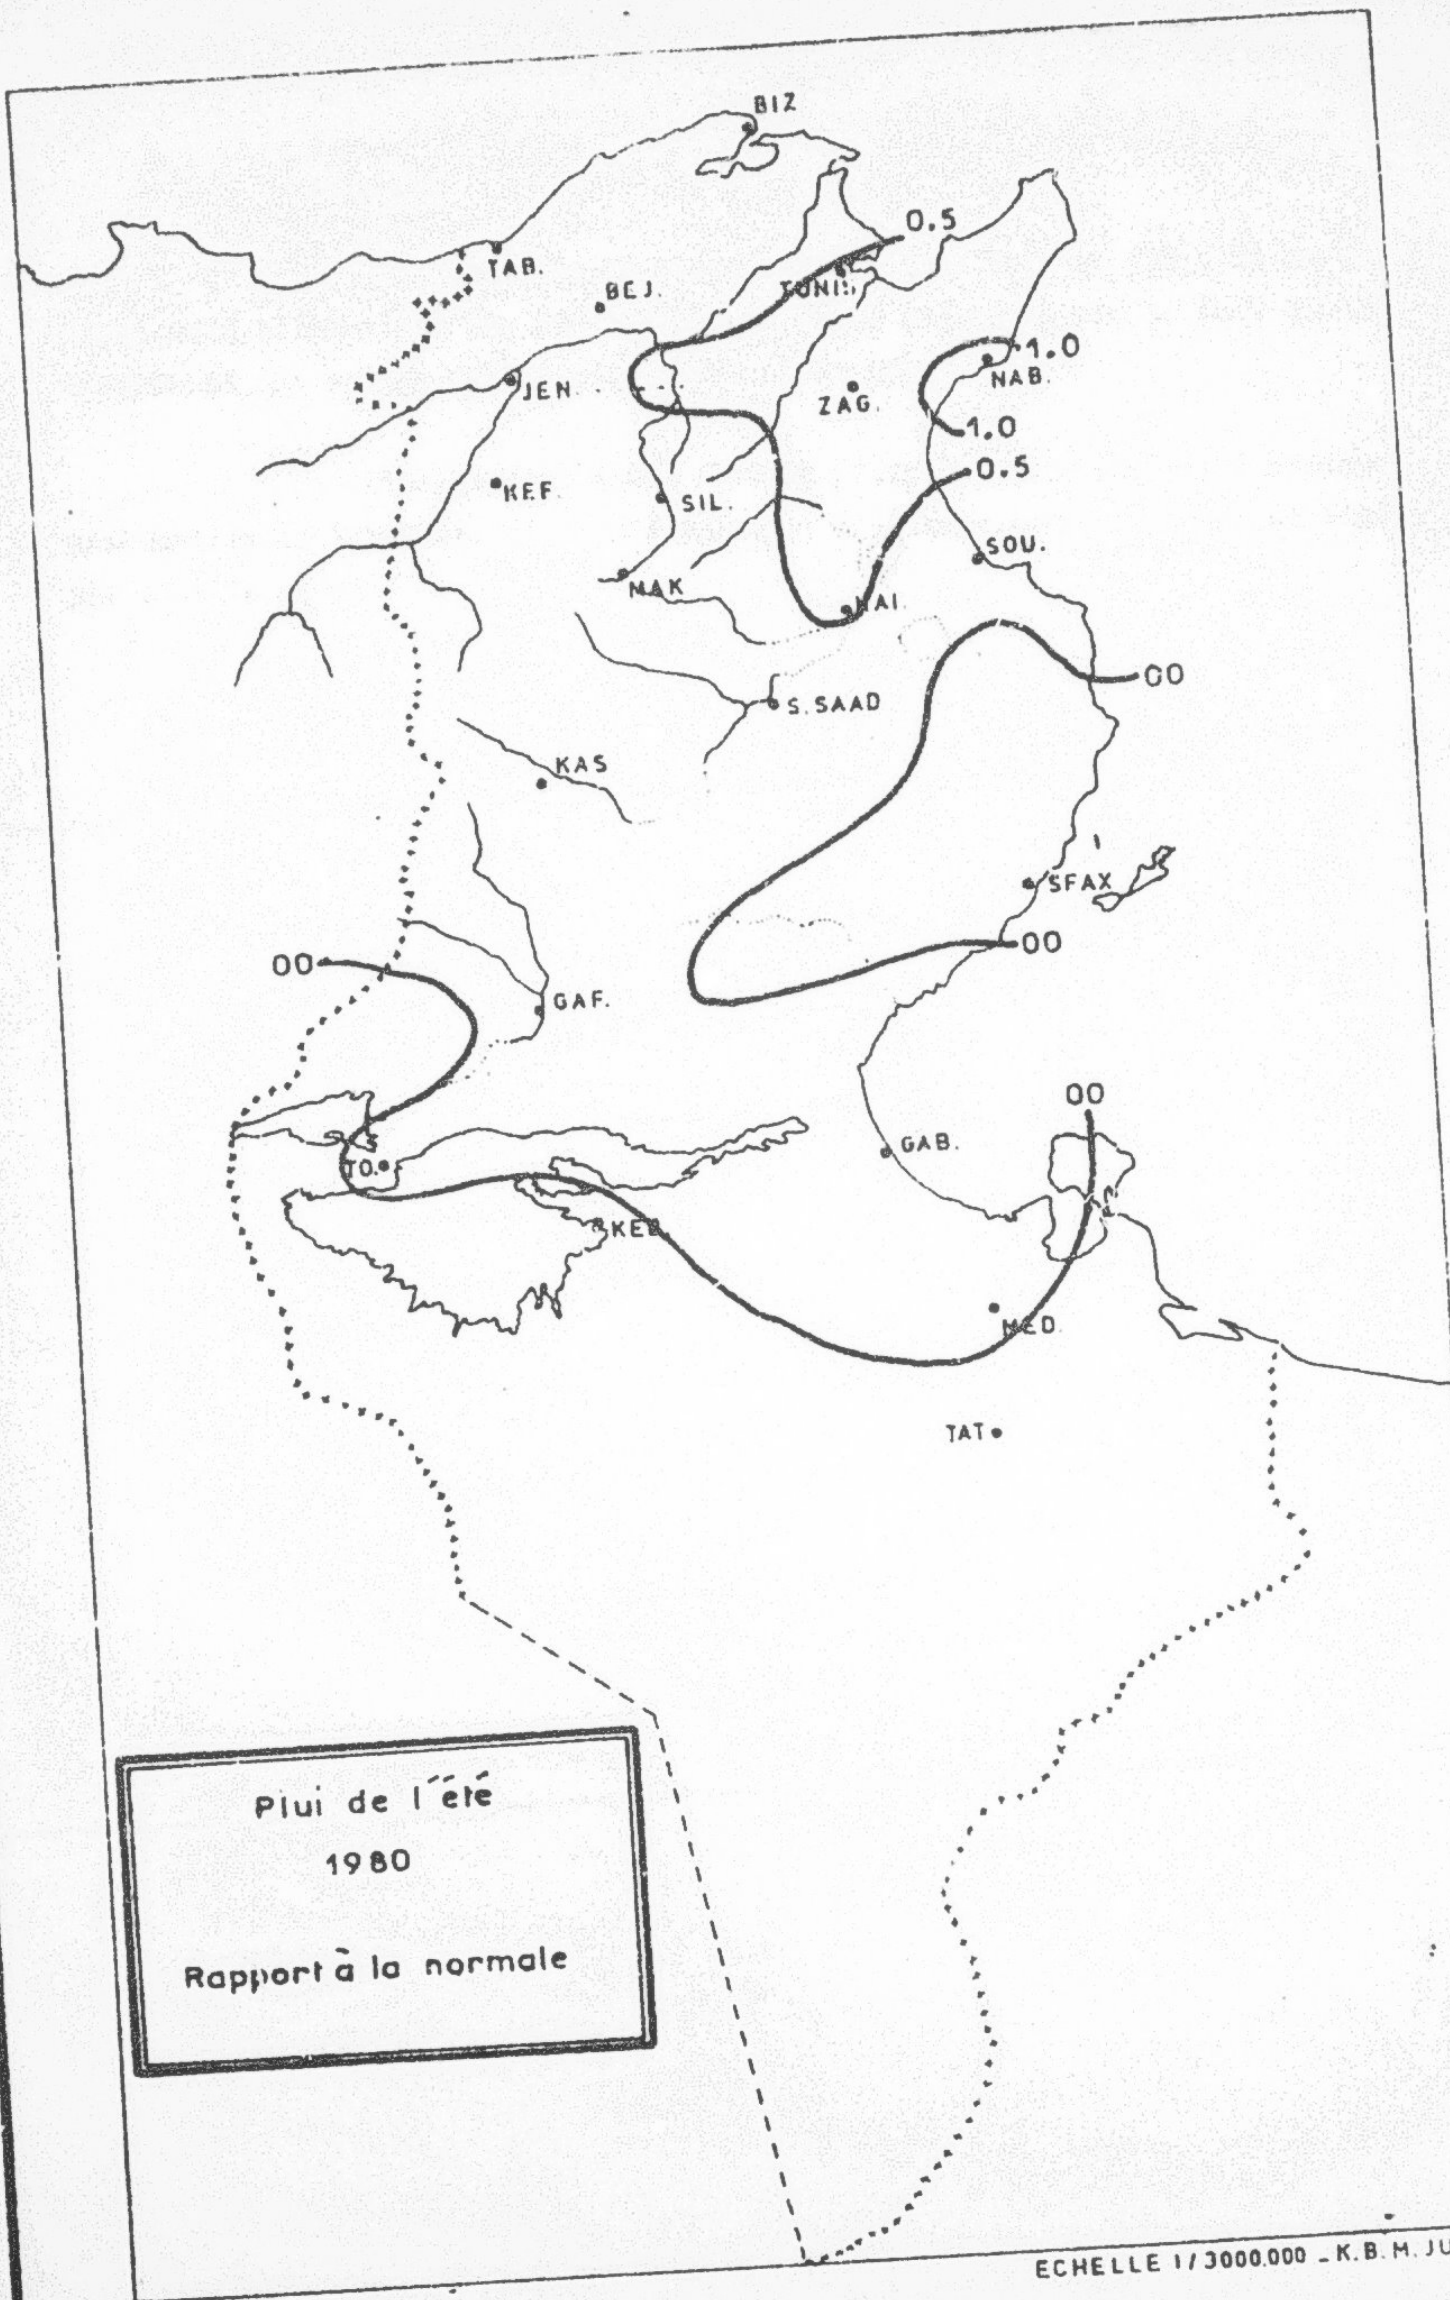 BIZ
0.5
TAB.
BEJ.
TUNIS
1.0
NAB.
JEN.
ZAG.
1.0
0.5
KEF.
SIL.
SOU.
MAK
KAI.
00
S.SAAD
KAS
SFAX
00
00
GAF.
00
GAB.
TO.
KEB.
MED.
TAT
Plui de l'été
1980
Rapport à la normale
ECHELLE 1/3000.000 _ K.B.M.JU